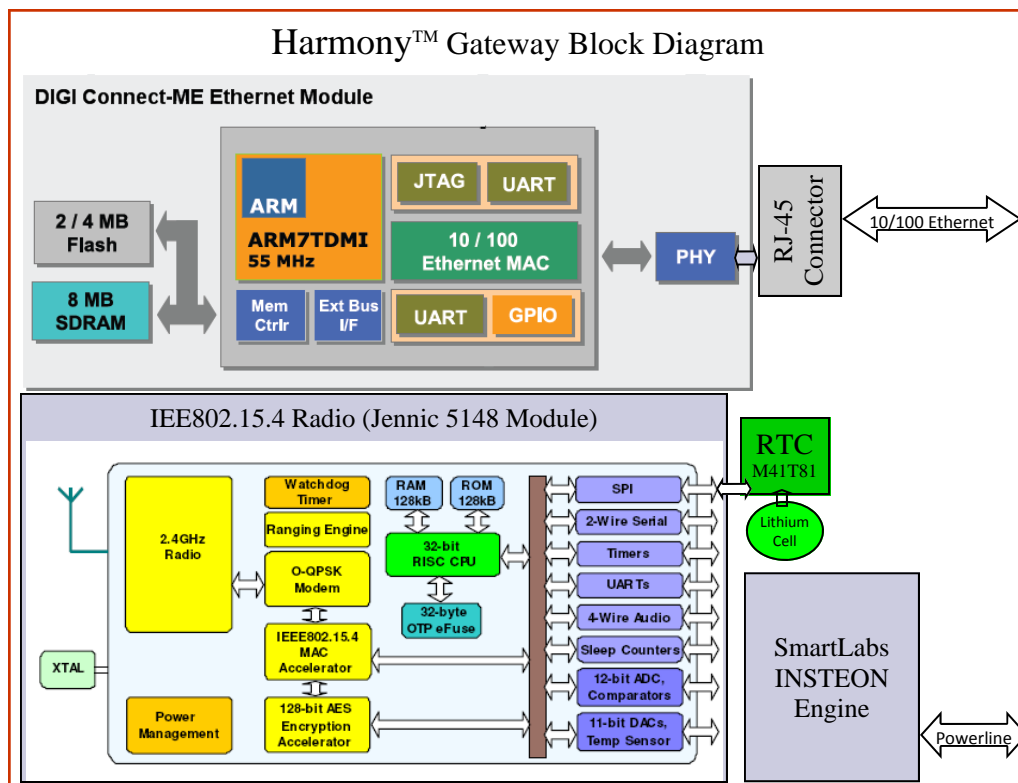 Harmony™ Gateway Block Diagram
DIGI Connect-ME Ethernet Module
2 / 4 MB
Flash
8 MB
SDRAM
ARM
ARM7TDMI
55 MHz
Mem
Ctrlr
Ext Bus
I/F
JTAG
UART
10 / 100
Ethernet MAC
UART
GPIO
PHY
RJ-45
Connector
10/100 Ethernet
IEE802.15.4 Radio (Jennic 5148 Module)
XTAL
2.4GHz
Radio
Power
Management
Watchdog
Timer
Ranging Engine
O-QPSK
Modem
IEEE802.15.4
MAC
Accelerator
128-bit AES
Encryption
Accelerator
RAM
128kB
ROM
128kB
32-bit
RISC CPU
32-byte
OTP eFuse
SPI
2-Wire Serial
Timers
UARTs
4-Wire Audio
Sleep Counters
12-bit ADC,
Comparators
11-bit DACs,
Temp Sensor
RTC
M41T81
Lithium
Cell
SmartLabs
INSTEON
Engine
Powerline